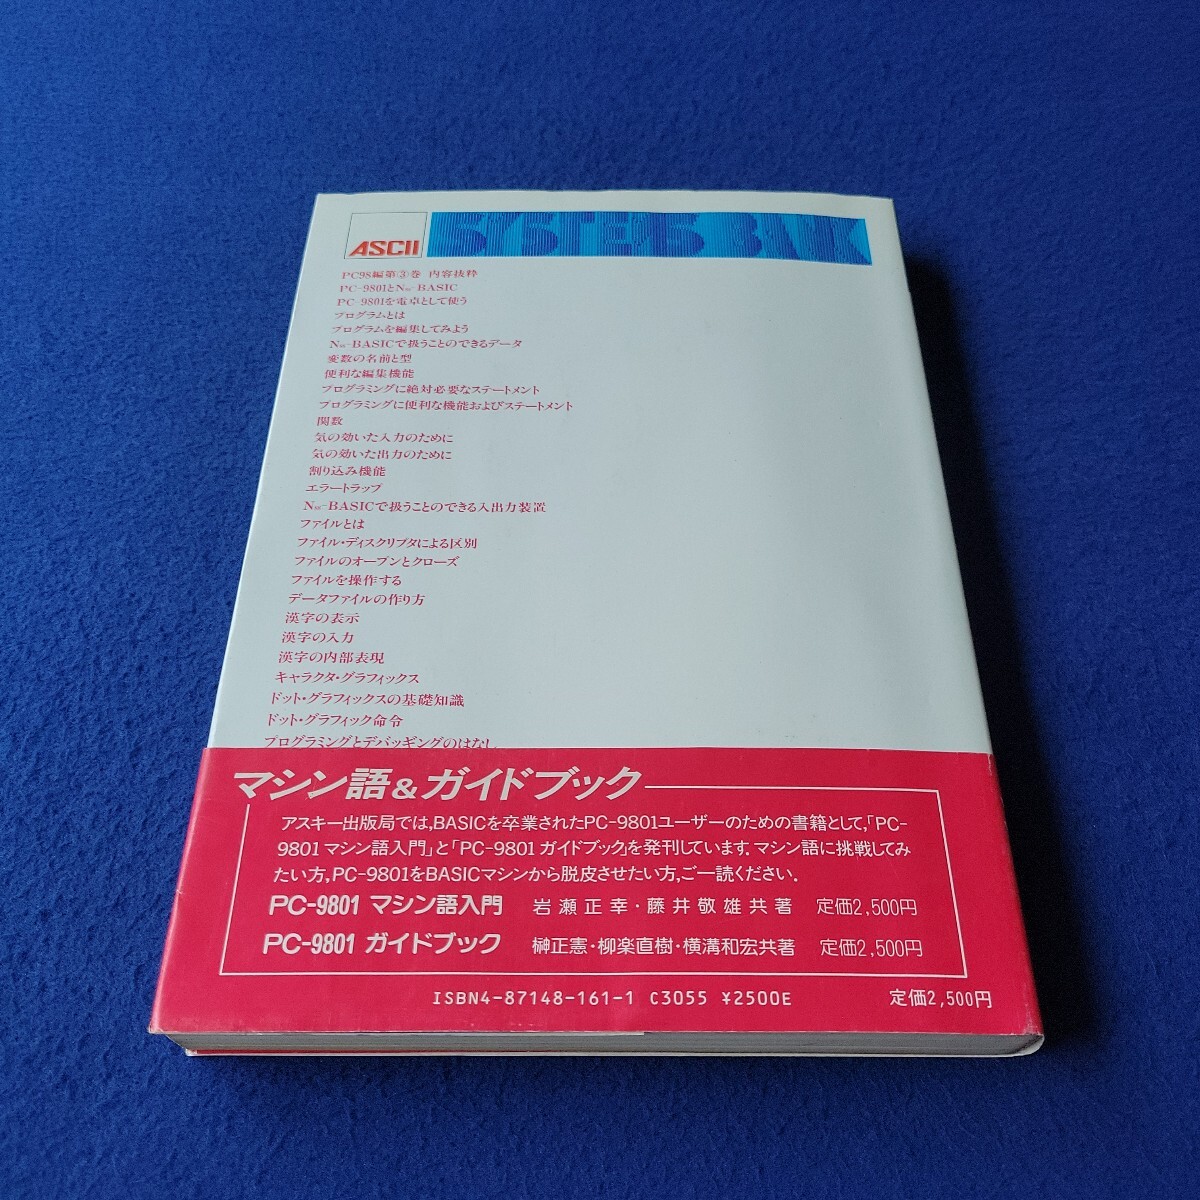 ASCII SYSTEMS BANK
PC98編第③巻 内容抜粋
PC-9801とN88-BASIC
PC-9801を電卓として使う
プログラムとは
プログラムを編集してみよう
N88-BASICで扱うことのできるデータ
変数の名前と型
便利な編集機能
プログラミングに絶対必要なステートメント
プログラミングに便利な機能およびステートメント
関数
気の効いた入力のために
気の効いた出力のために
割り込み機能
エラートラップ
N88-BASICで扱うことのできる入出力装置
ファイルとは
ファイル・ディスクリプタによる区別
ファイルのオープンとクローズ
ファイルを操作する
データファイルの作り方
漢字の表示
漢字の入力
漢字の内部表現
キャラクタ・グラフィックス
ドット・グラフィックスの基礎知識
ドット・グラフィック命令
プログラミングとデバッギングのはなし
マシン語&ガイドブック
アスキー出版局では,BASICを卒業されたPC-9801ユーザーのための書籍として,「PC-
9801 マシン語入門」と「PC-9801 ガイドブック」を発刊しています.マシン語に挑戦してみ
たい方,PC-9801をBASICマシンから脱皮させたい方,ご一読ください.
PC-9801 マシン語入門 岩瀬正幸・藤井敬雄共著 定価2,500円
PC-9801 ガイドブック 榊正憲・柳楽直樹・横溝和宏共著 定価2,500円
ISBN4-87148-161-1 C3055 ¥2500E 定価2,500円